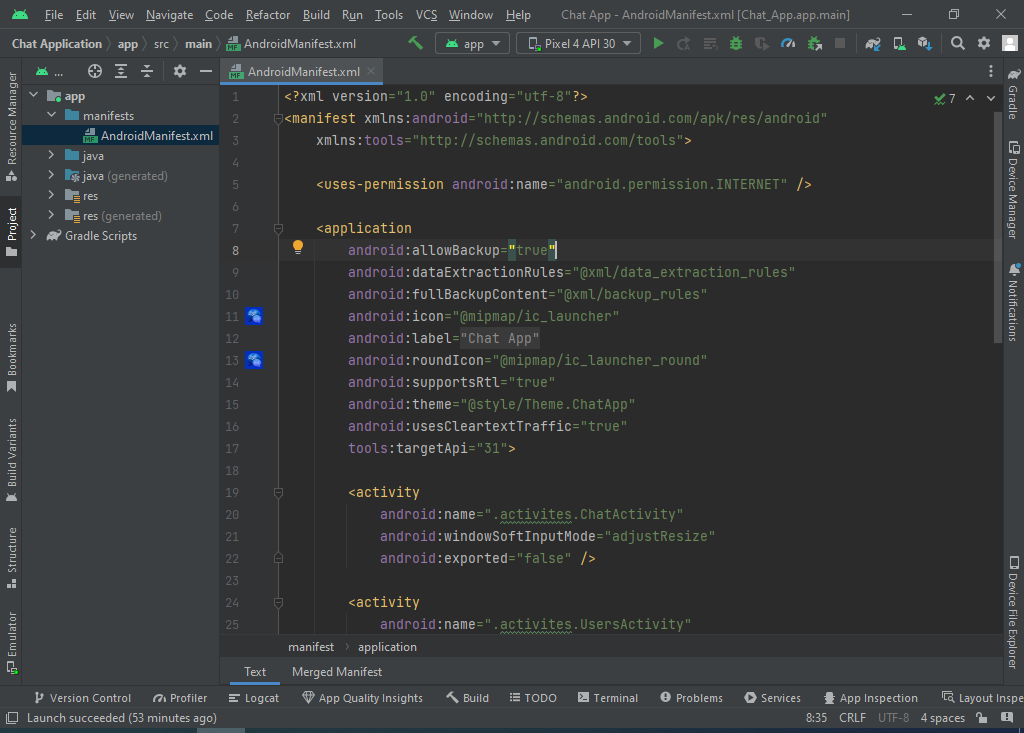 File Edit View Navigate Code Refactor Build Run Tools VCS Window Help Chat App - AndroidManifest.xml [Chat_App.app.main]
Chat Application app src main AndroidManifest.xml app Pixel 4 API 30
... AndroidManifest.xml
Resource Manager
Project
Bookmarks
Build Variants
Structure
Emulator
app
manifests
AndroidManifest.xml
java
java (generated)
res
res (generated)
Gradle Scripts
7
1 <?xml version="1.0" encoding="utf-8"?>
2 <manifest xmlns:android="http://schemas.android.com/apk/res/android"
3 xmlns:tools="http://schemas.android.com/tools">
4
5 <uses-permission android:name="android.permission.INTERNET" />
6
7 <application
8 android:allowBackup="true"
9 android:dataExtractionRules="@xml/data_extraction_rules"
10 android:fullBackupContent="@xml/backup_rules"
11 android:icon="@mipmap/ic_launcher"
12 android:label="Chat App"
13 android:roundIcon="@mipmap/ic_launcher_round"
14 android:supportsRtl="true"
15 android:theme="@style/Theme.ChatApp"
16 android:usesCleartextTraffic="true"
17 tools:targetApi="31">
18
19 <activity
20 android:name=".activites.ChatActivity"
21 android:windowSoftInputMode="adjustResize"
22 android:exported="false" />
23
24 <activity
25 android:name=".activites.UsersActivity"
manifest application
Text Merged Manifest
Gradle
Device Manager
Notifications
Device File Explorer
Version Control Profiler Logcat App Quality Insights Build TODO Terminal Problems Services App Inspection Layout Inspe
Launch succeeded (53 minutes ago) 8:35 CRLF UTF-8 4 spaces